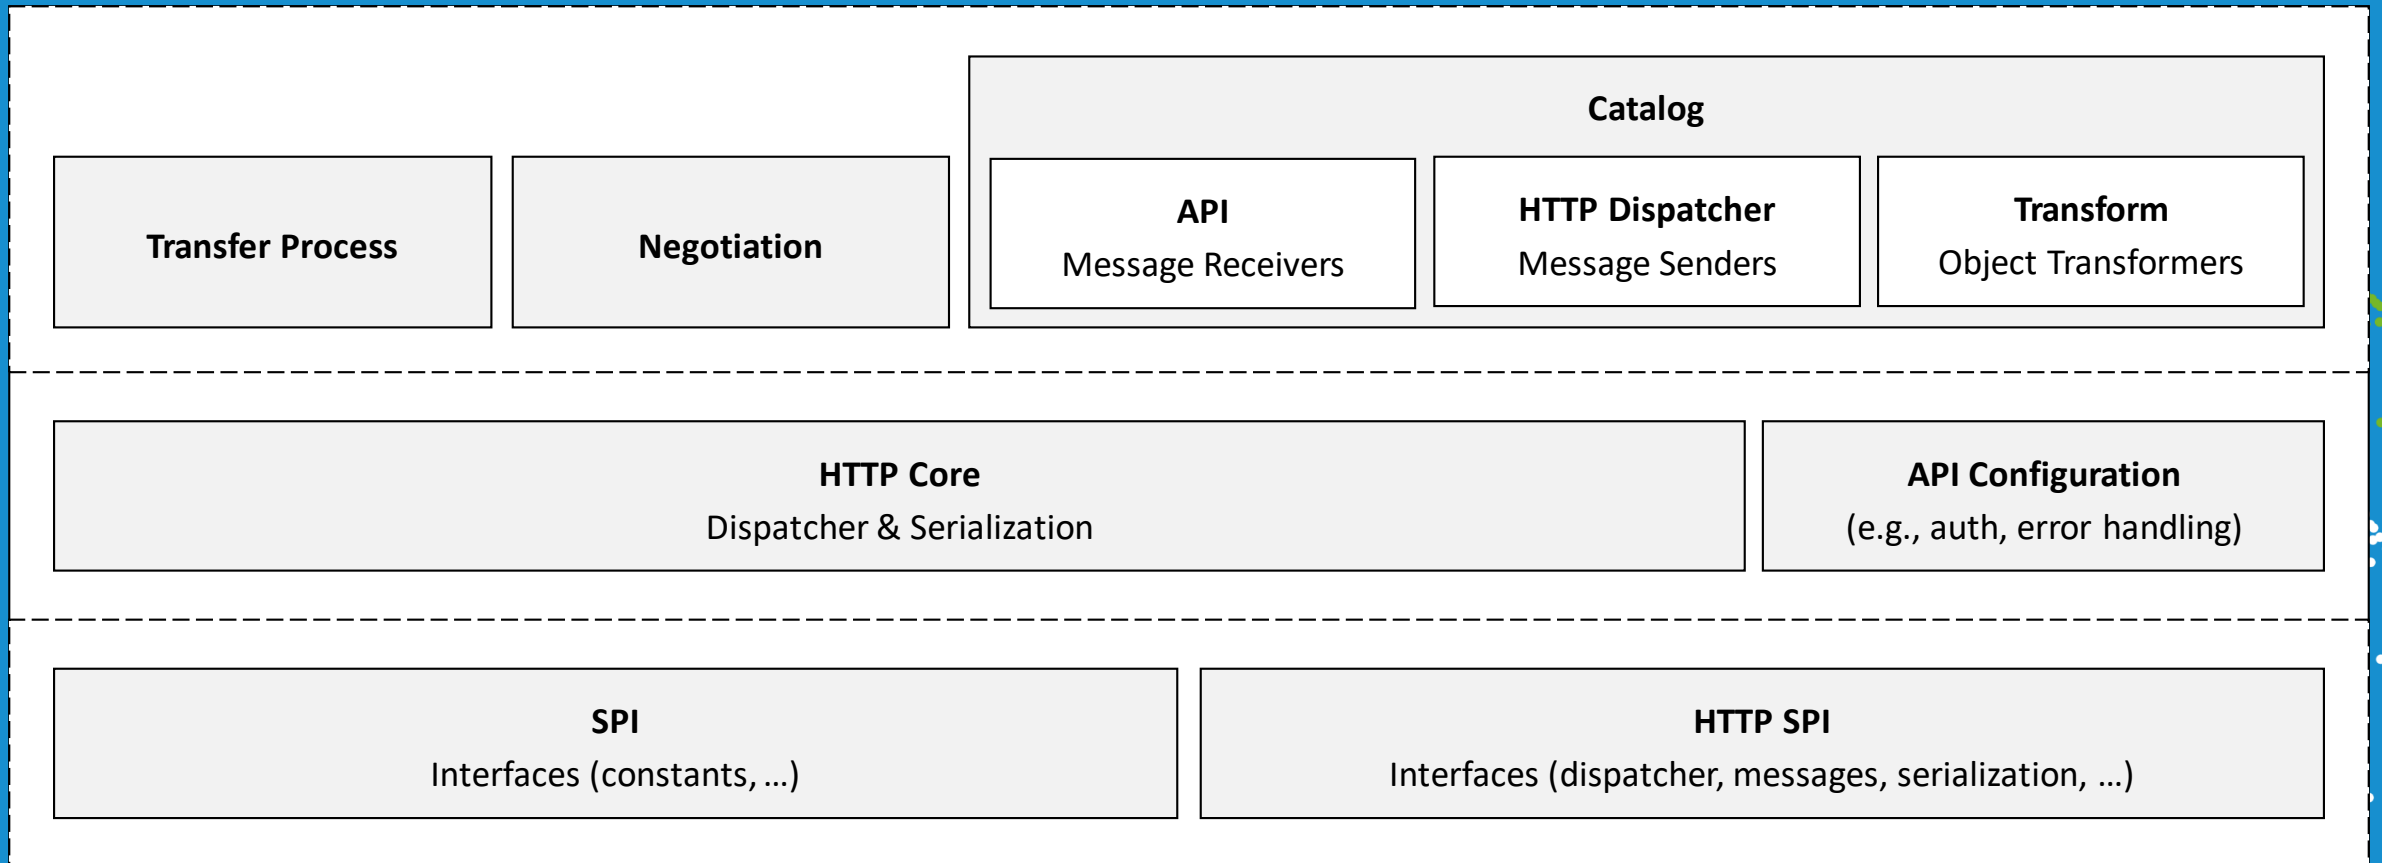 Catalog
Transfer Process
Negotiation
API
Message Receivers
HTTP Dispatcher
Message Senders
Transform
Object Transformers
HTTP Core
Dispatcher & Serialization
API Configuration
(e.g., auth, error handling)
SPI
Interfaces (constants, …)
HTTP SPI
Interfaces (dispatcher, messages, serialization, …)